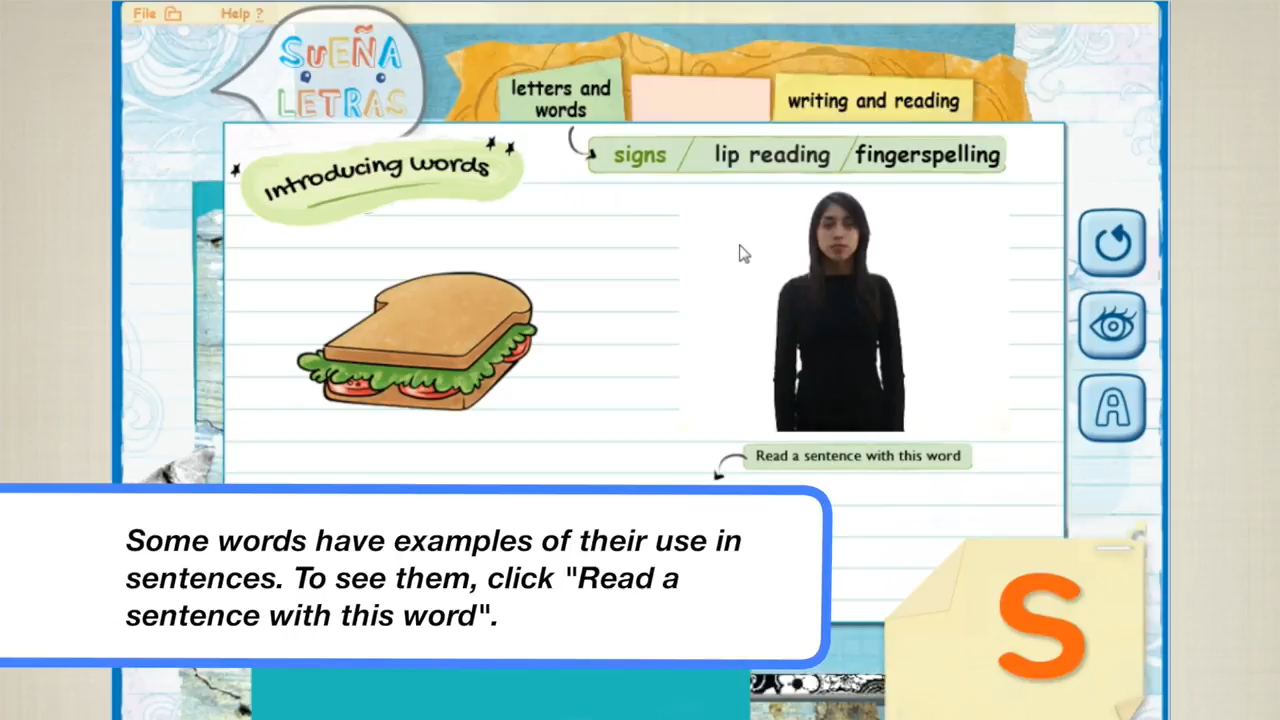 File
Help ?
SUEÑA
LETRAS
letters and
words
writing and reading
Introducing words
signs / lip reading / fingerspelling
A
Read a sentence with this word
Some words have examples of their use in
sentences. To see them, click "Read a
sentence with this word".
S